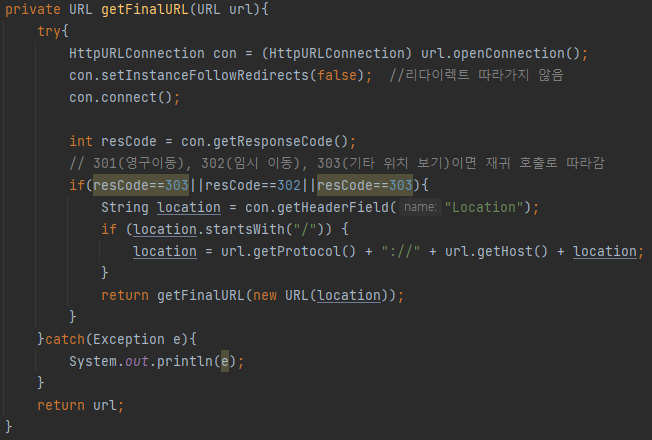 private URL getFinalURL(URL url){
    try{
        HttpURLConnection con = (HttpURLConnection) url.openConnection();
        con.setInstanceFollowRedirects(false);  //리다이렉트 따라가지 않음
        con.connect();

        int resCode = con.getResponseCode();
        // 301(영구이동), 302(임시 이동), 303(기타 위치 보기)이면 재귀 호출로 따라감
        if(resCode==303||resCode==302||resCode==303){
            String location = con.getHeaderField( name: "Location");
            if (location.startsWith("/")) {
                location = url.getProtocol() + "://" + url.getHost() + location;
            }
            return getFinalURL(new URL(location));
        }
    }catch(Exception e){
        System.out.println(e);
    }
    return url;
}